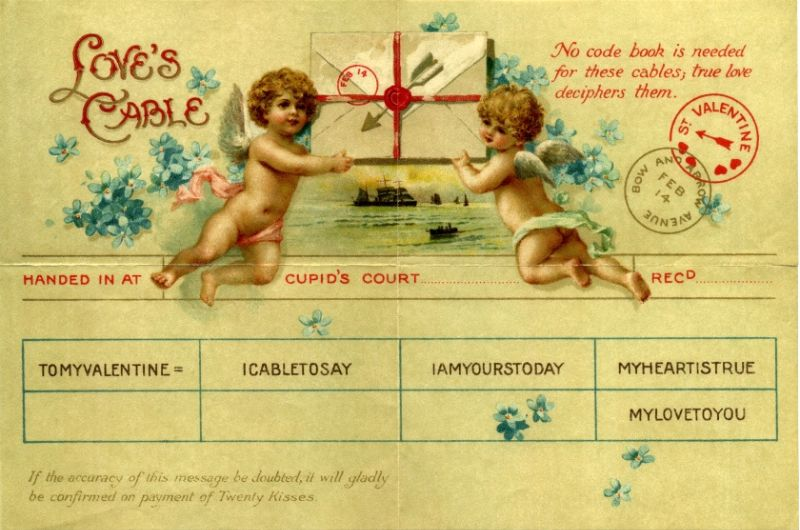 LOVE'S
CABLE
FEB 14
No code book is needed
for these cables; true love
deciphers them.
ST. VALENTINE
BOW AND ARROW AVENUE
FEB
14
HANDED IN AT CUPID'S COURT.................... RECD................
TOMYVALENTINE= ICABLETOSAY IAMYOURSTODAY MYHEARTISTRUE
MYLOVETOYOU
If the accuracy of this message be doubted, it will gladly
be confirmed on payment of Twenty Kisses.